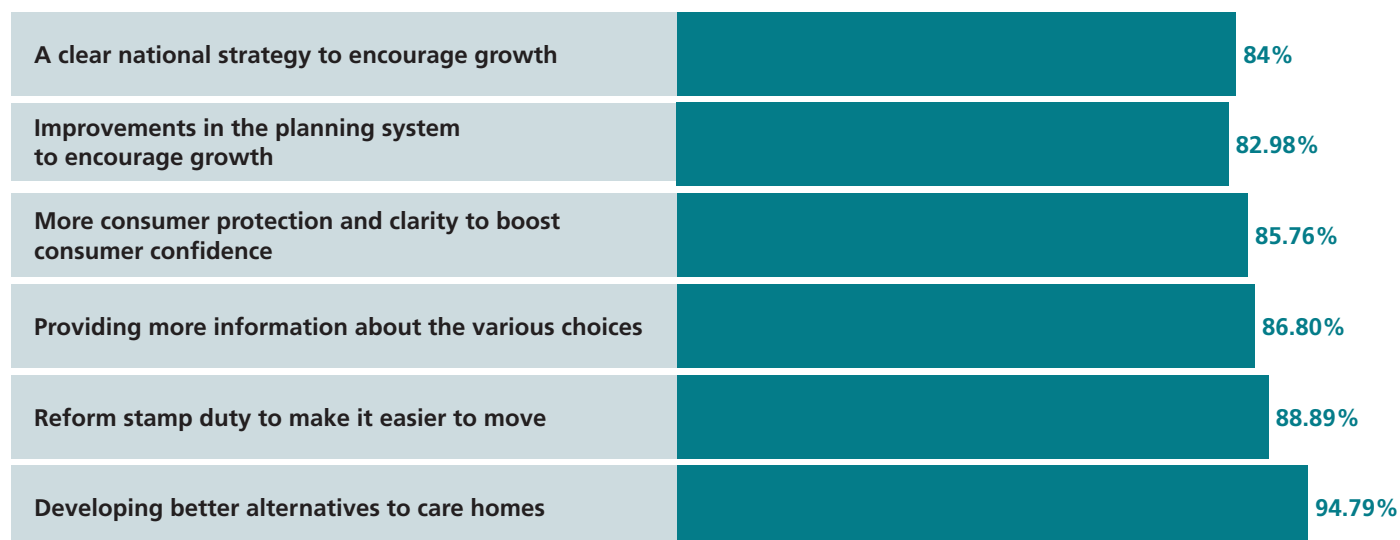 A clear national strategy to encourage growth
84%
Improvements in the planning system
to encourage growth
82.98%
More consumer protection and clarity to boost
consumer confidence
85.76%
Providing more information about the various choices
86.80%
Reform stamp duty to make it easier to move
88.89%
Developing better alternatives to care homes
94.79%